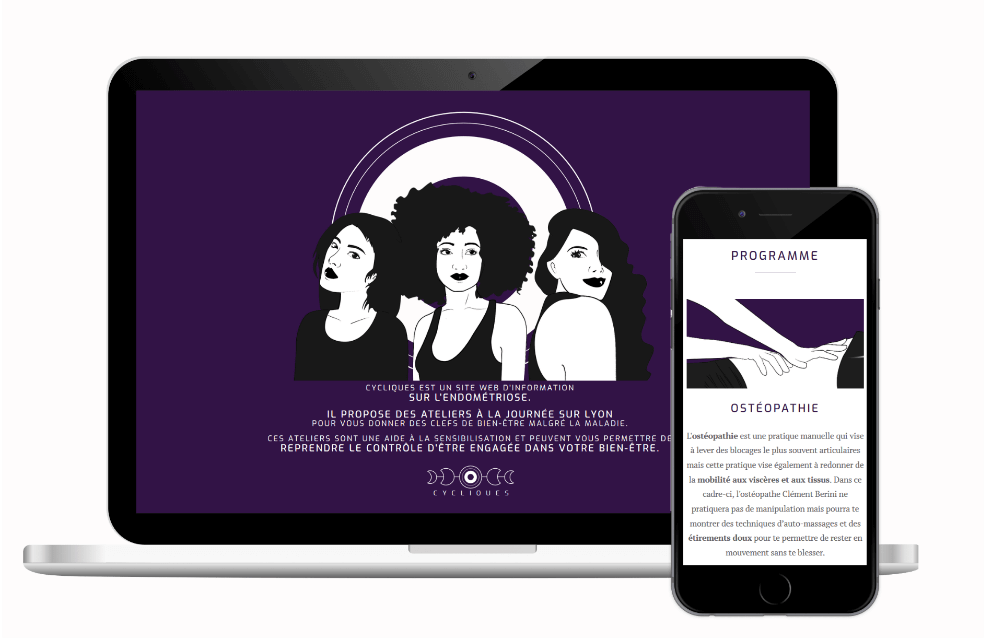 CYCLIQUES EST UN SITE WEB D'INFORMATION
SUR L'ENDOMÉTRIOSE.
IL PROPOSE DES ATELIERS À LA JOURNÉE SUR LYON
POUR VOUS DONNER DES CLEFS DE BIEN-ÊTRE MALGRÉ LA MALADIE.
CES ATELIERS SONT UNE AIDE À LA SENSIBILISATION ET PEUVENT VOUS PERMETTRE DE
REPRENDRE LE CONTRÔLE D'ÊTRE ENGAGÉE DANS VOTRE BIEN-ÊTRE.
CYCLIQUES
PROGRAMME
OSTÉOPATHIE
L'ostéopathie est une pratique manuelle qui vise
à lever des blocages le plus souvent articulaires
mais cette pratique vise également à redonner de
la mobilité aux viscères et aux tissus. Dans ce
cadre-ci, l'ostéopathe Clément Berini ne
pratiquera pas de manipulation mais pourra te
montrer des techniques d'auto-massages et des
étirements doux pour te permettre de rester en
mouvement sans te blesser.